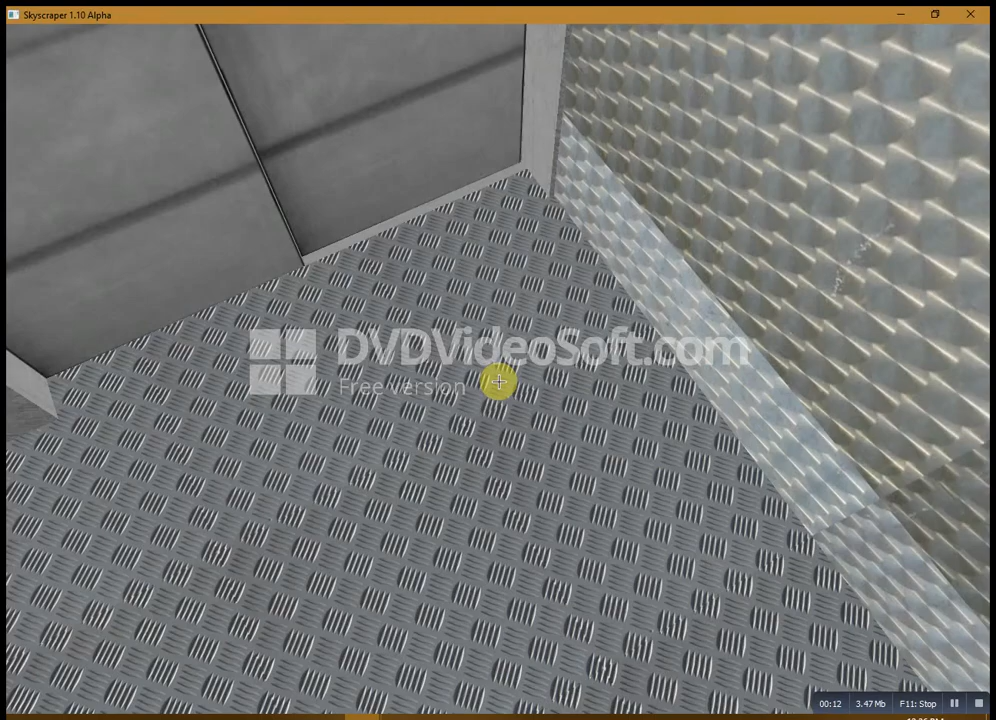 Skyscraper 1.10 Alpha
DVDVideoSoft.com
Free version
00:12 3.47 Mb F11: Stop